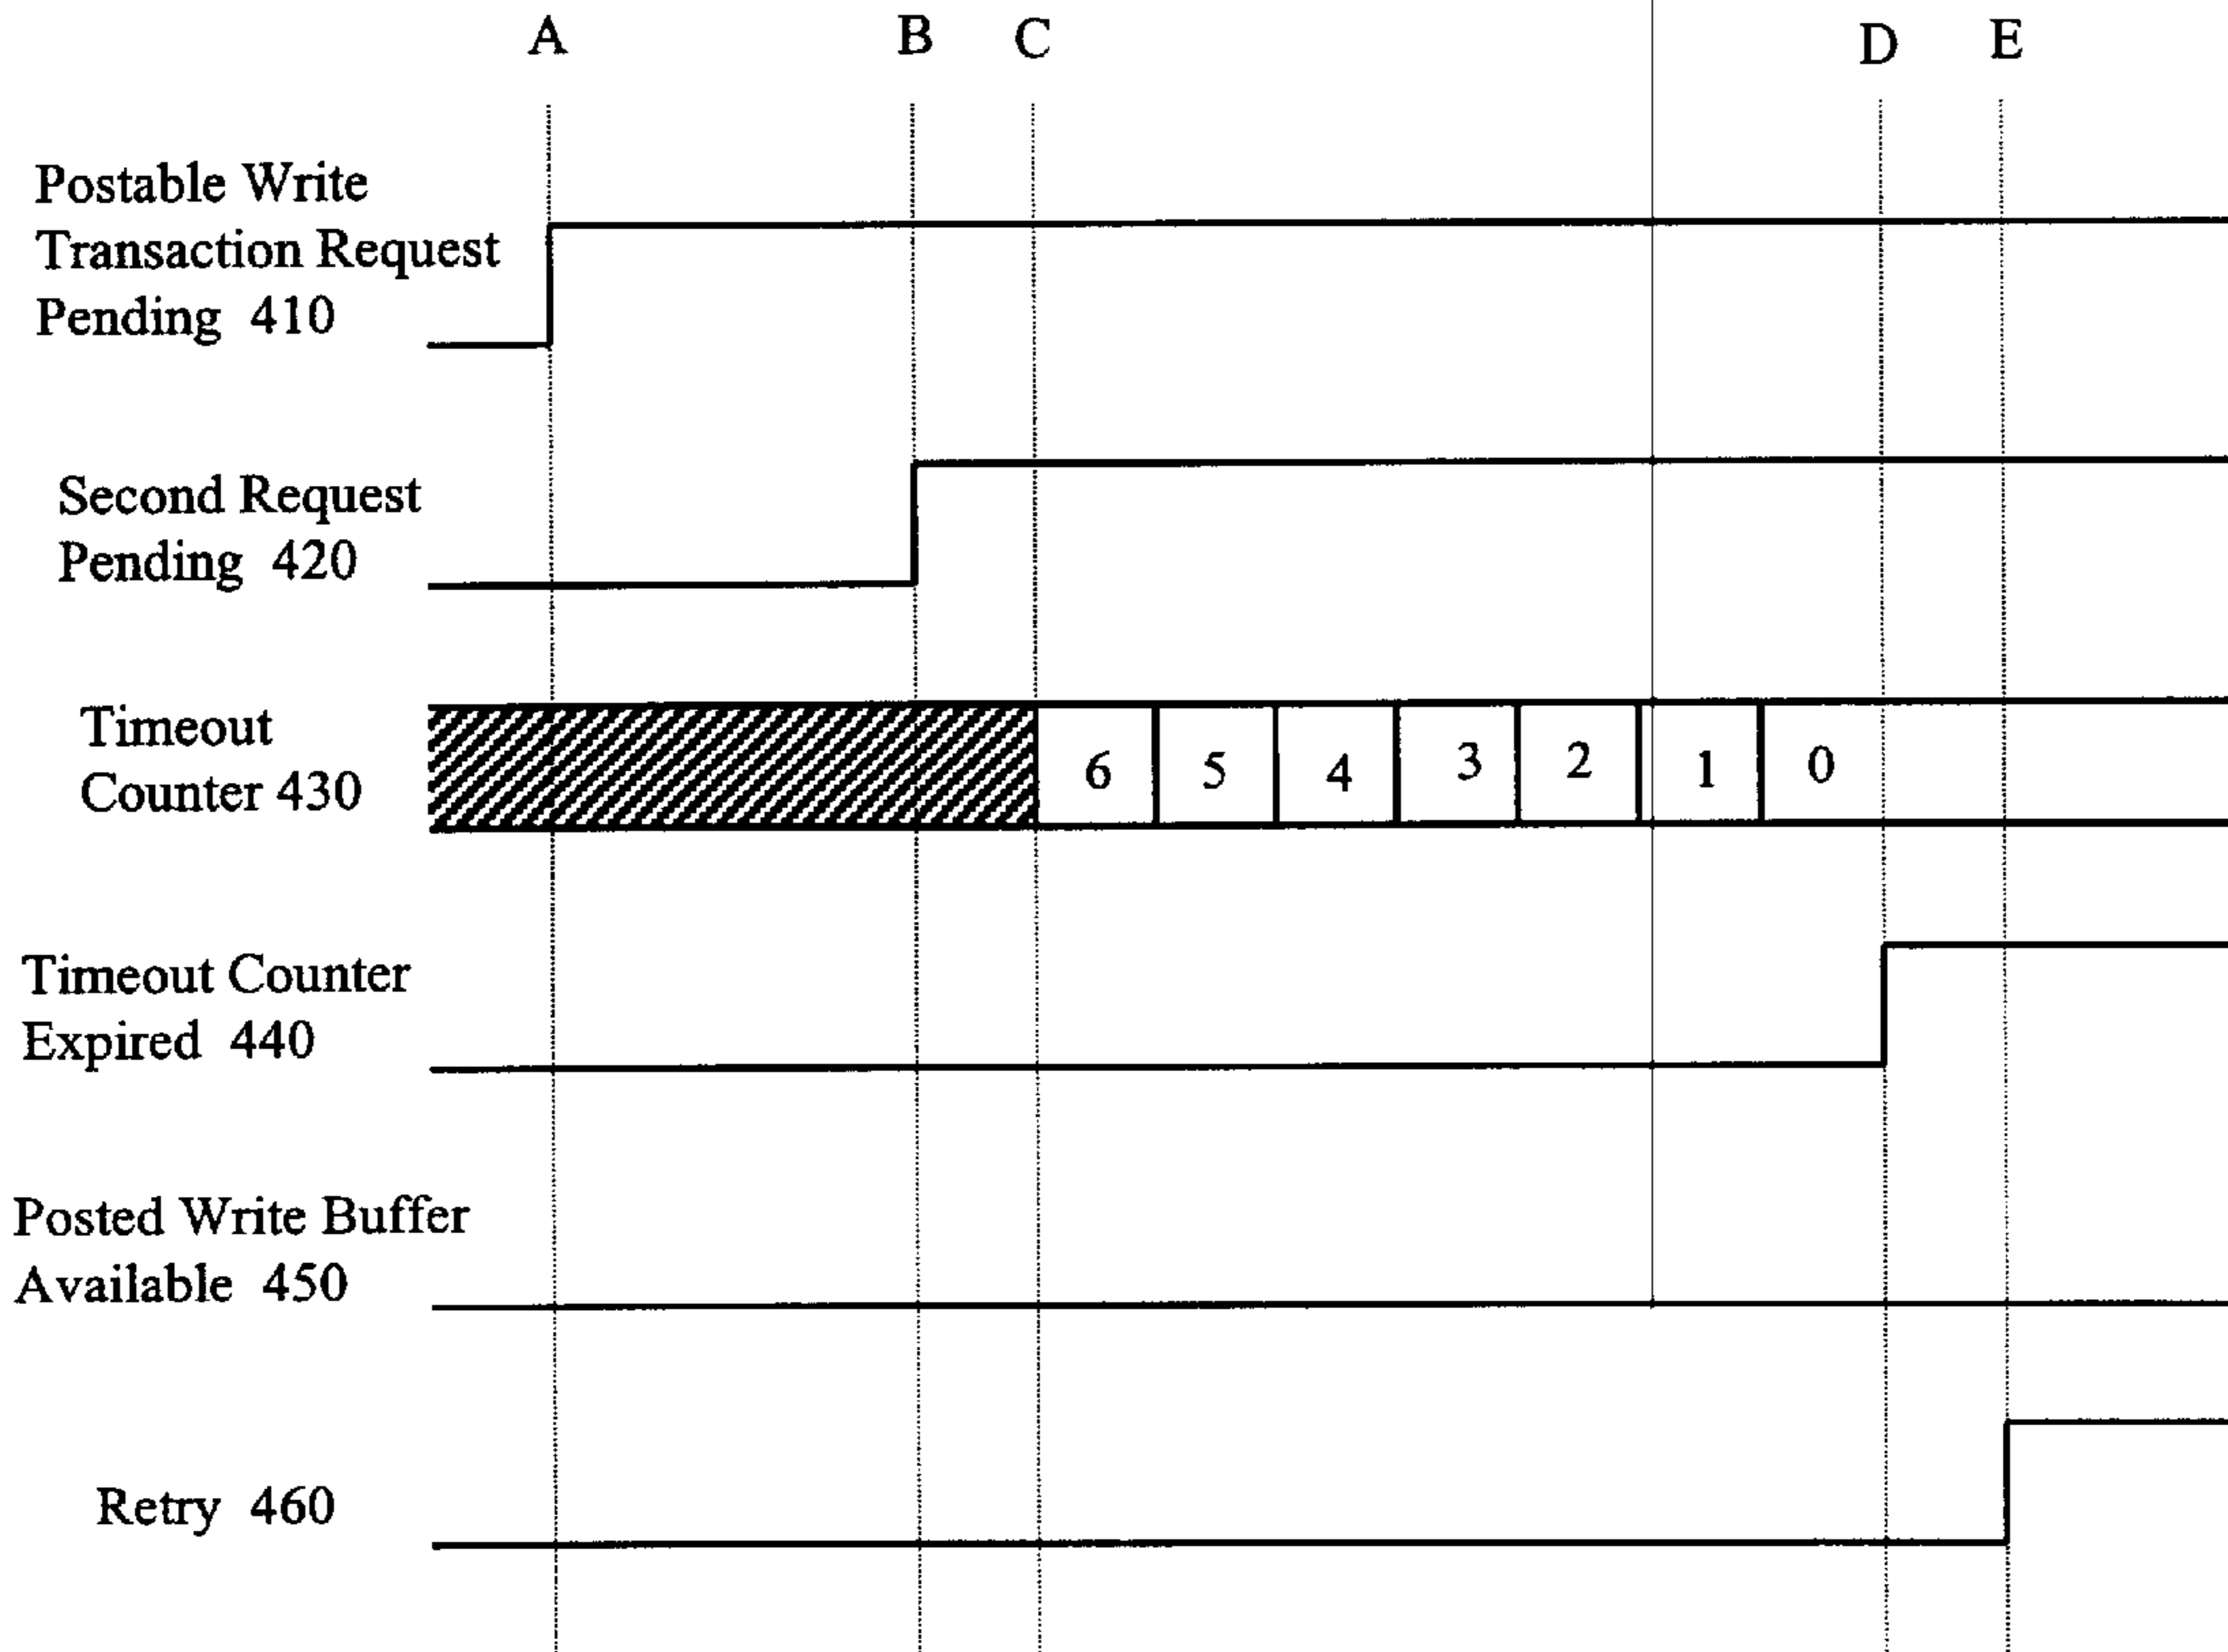 A B C D E
Postable Write
Transaction Request
Pending 410
Second Request
Pending 420
Timeout
Counter 430
6 5 4 3 2 1 0
Timeout Counter
Expired 440
Posted Write Buffer
Available 450
Retry 460